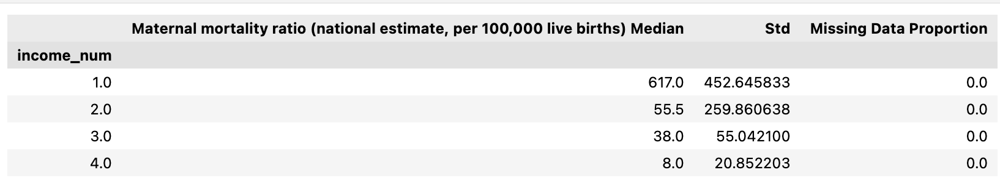 Maternal mortality ratio (national estimate, per 100,000 live births) Median Std Missing Data Proportion
income_num
1.0 617.0 452.645833 0.0
2.0 55.5 259.860638 0.0
3.0 38.0 55.042100 0.0
4.0 8.0 20.852203 0.0